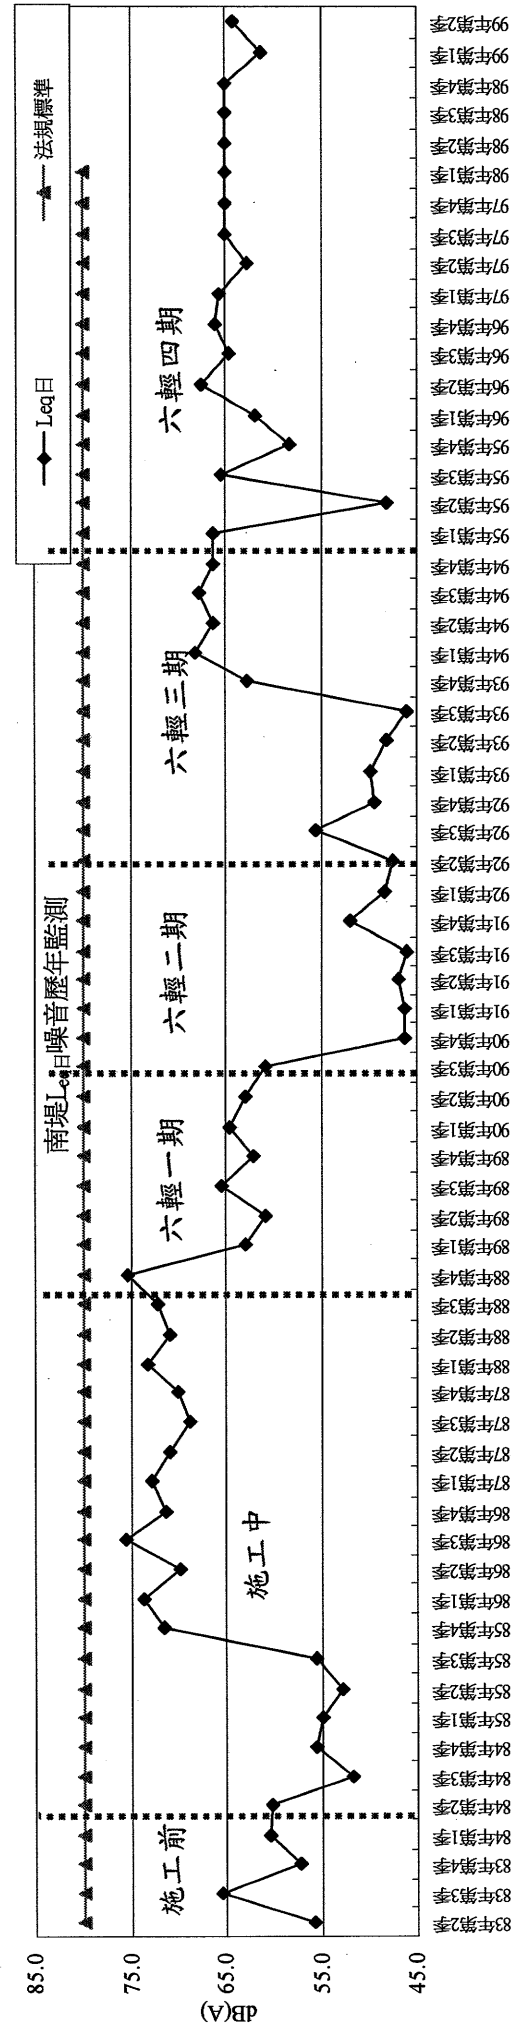 南堤Leq日噪音歷年監測
Leq日
法規標準
85.0
75.0
65.0
55.0
45.0
dB(A)
施工前
施工中
六輕一期
六輕二期
六輕三期
六輕四期
83年第2季
83年第3季
83年第4季
84年第1季
84年第2季
84年第3季
84年第4季
85年第1季
85年第2季
85年第3季
85年第4季
86年第1季
86年第2季
86年第3季
86年第4季
87年第1季
87年第2季
87年第3季
87年第4季
88年第1季
88年第2季
88年第3季
88年第4季
89年第1季
89年第2季
89年第3季
89年第4季
90年第1季
90年第2季
90年第3季
90年第4季
91年第1季
91年第2季
91年第3季
91年第4季
92年第1季
92年第2季
92年第3季
92年第4季
93年第1季
93年第2季
93年第3季
93年第4季
94年第1季
94年第2季
94年第3季
94年第4季
95年第1季
95年第2季
95年第3季
95年第4季
96年第1季
96年第2季
96年第3季
96年第4季
97年第1季
97年第2季
97年第3季
97年第4季
98年第1季
98年第2季
98年第3季
98年第4季
99年第1季
99年第2季